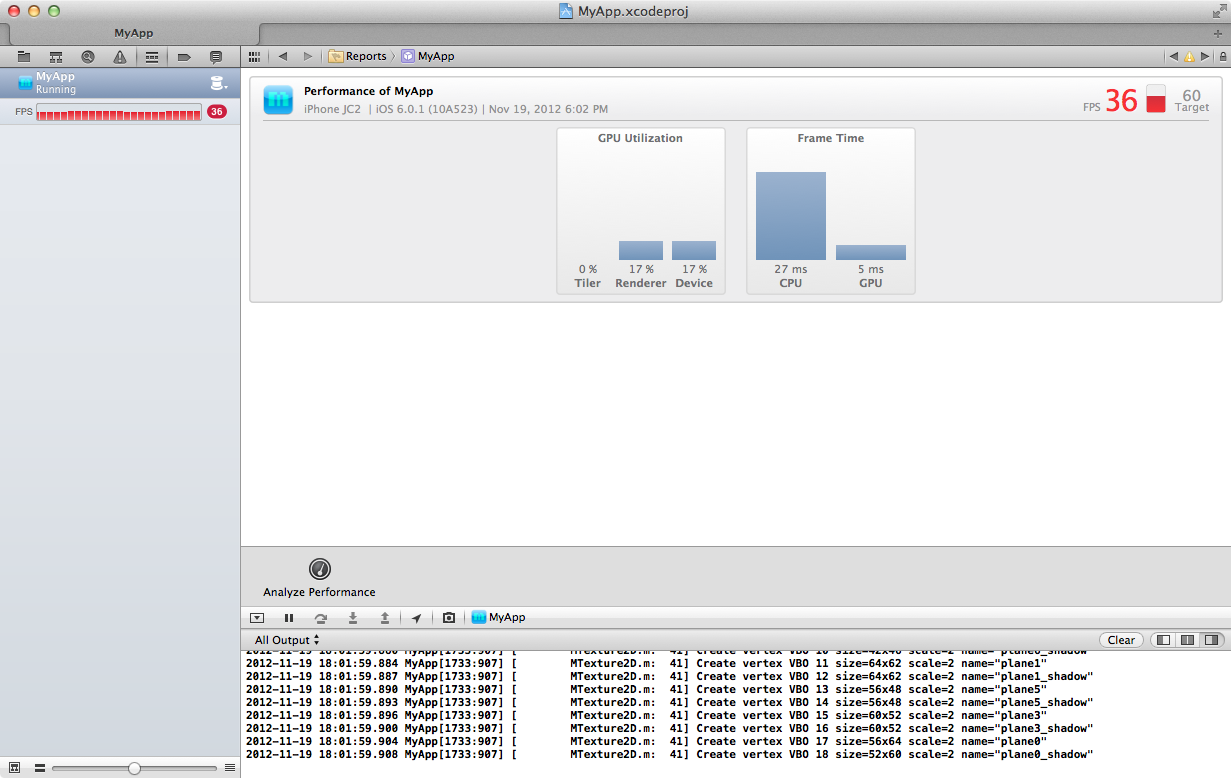 MyApp.xcodeproj
MyApp
Reports MyApp
MyApp
Running
FPS 36
Performance of MyApp
iPhone JC2 | iOS 6.0.1 (10A523) | Nov 19, 2012 6:02 PM
FPS 36 60 Target
GPU Utilization
0 % 17 % 17 %
Tiler Renderer Device
Frame Time
27 ms 5 ms
CPU GPU
Analyze Performance
MyApp
All Output Clear
2012-11-19 18:01:59.884 MyApp[1733:907] [ MTexture2D.m: 41] Create vertex VBO 11 size=64x62 scale=2 name="plane1"
2012-11-19 18:01:59.887 MyApp[1733:907] [ MTexture2D.m: 41] Create vertex VBO 12 size=64x62 scale=2 name="plane1_shadow"
2012-11-19 18:01:59.890 MyApp[1733:907] [ MTexture2D.m: 41] Create vertex VBO 13 size=56x48 scale=2 name="plane5"
2012-11-19 18:01:59.893 MyApp[1733:907] [ MTexture2D.m: 41] Create vertex VBO 14 size=56x48 scale=2 name="plane5_shadow"
2012-11-19 18:01:59.896 MyApp[1733:907] [ MTexture2D.m: 41] Create vertex VBO 15 size=60x52 scale=2 name="plane3"
2012-11-19 18:01:59.900 MyApp[1733:907] [ MTexture2D.m: 41] Create vertex VBO 16 size=60x52 scale=2 name="plane3_shadow"
2012-11-19 18:01:59.904 MyApp[1733:907] [ MTexture2D.m: 41] Create vertex VBO 17 size=56x64 scale=2 name="plane0"
2012-11-19 18:01:59.908 MyApp[1733:907] [ MTexture2D.m: 41] Create vertex VBO 18 size=52x60 scale=2 name="plane0_shadow"